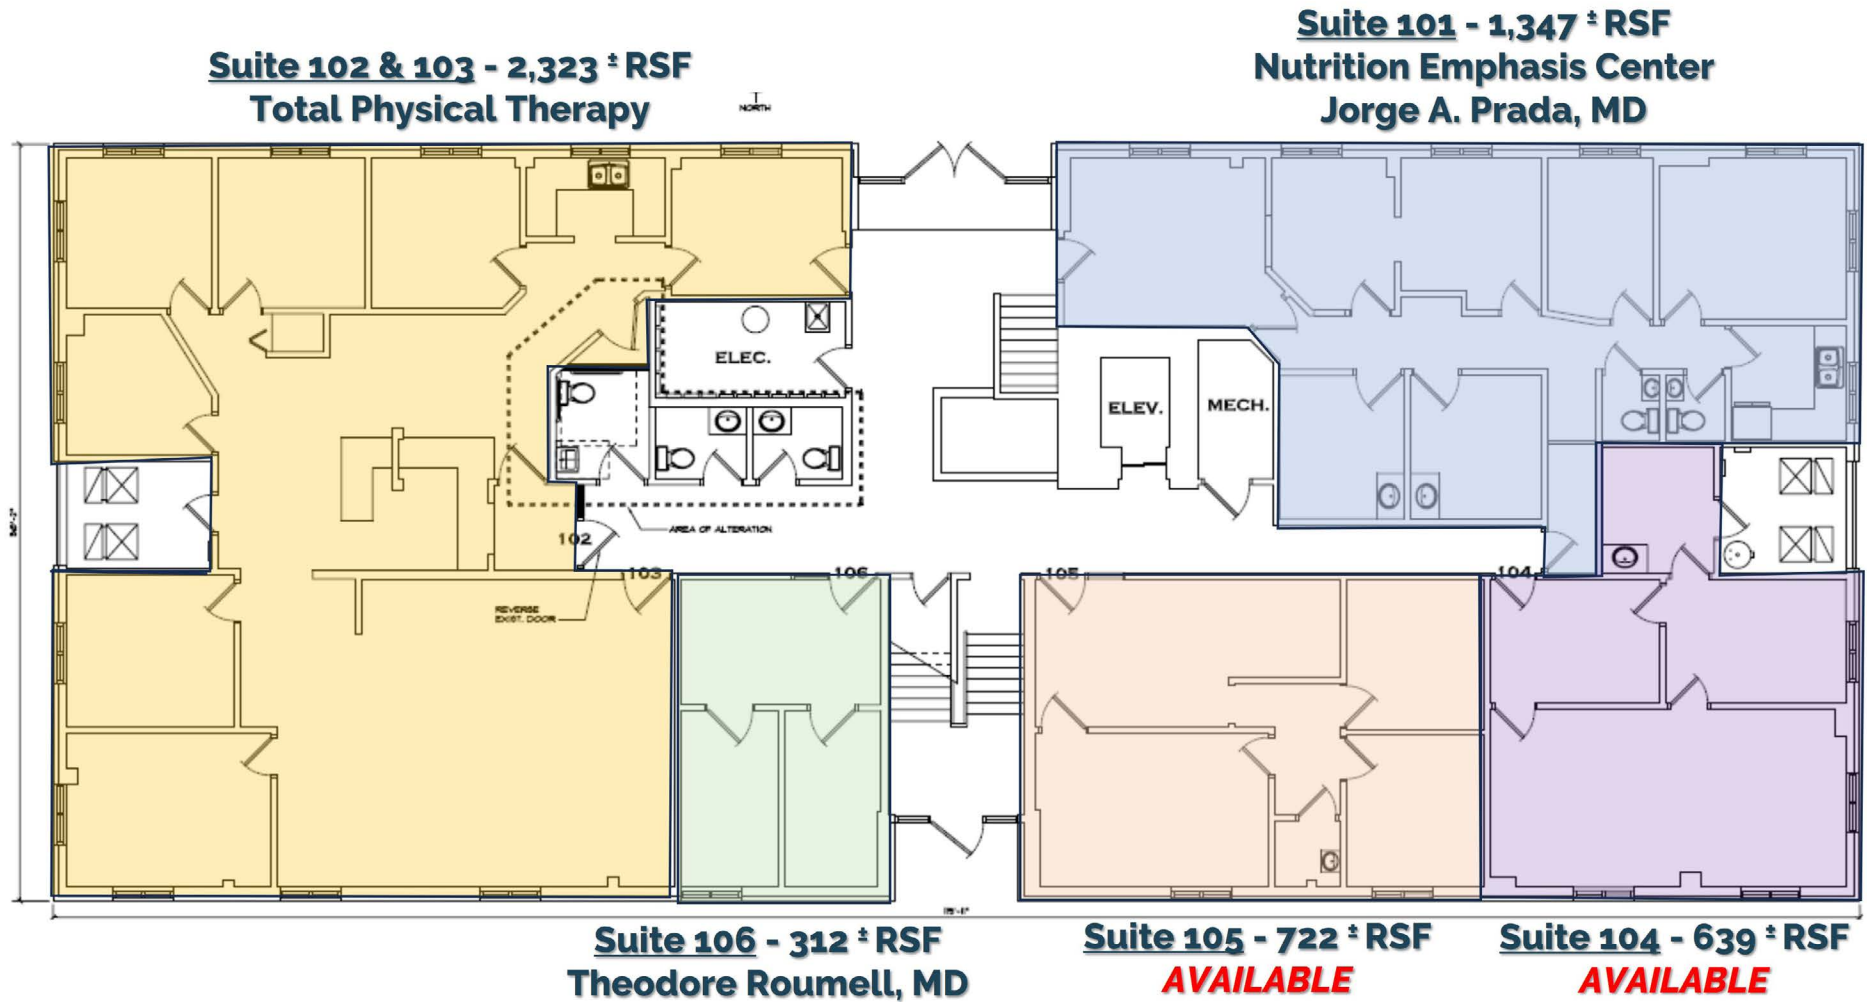 Suite 102 & 103 - 2,323 ± RSF
Total Physical Therapy
Suite 101 - 1,347 ± RSF
Nutrition Emphasis Center
Jorge A. Prada, MD
NORTH
ELEC.
ELEV.
MECH.
AREA OF ALTERATION
102
103
106
105
104
REVERSE
EXIST. DOOR
Suite 106 - 312 ± RSF
Theodore Roumell, MD
Suite 105 - 722 ± RSF
AVAILABLE
Suite 104 - 639 ± RSF
AVAILABLE